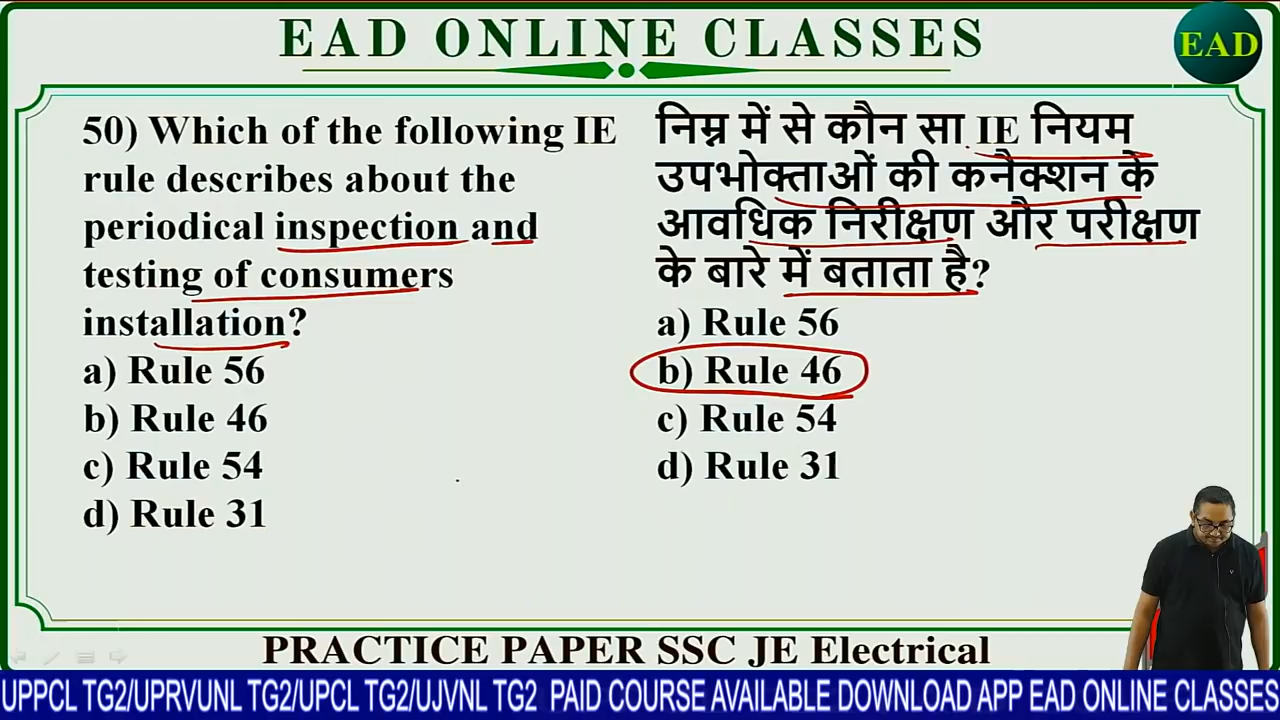 EAD ONLINE CLASSES
EAD
50) Which of the following IE
rule describes about the
periodical inspection and
testing of consumers
installation?
a) Rule 56
b) Rule 46
c) Rule 54
d) Rule 31
निम्न में से कौन सा IE नियम
उपभोक्ताओं की कनैक्शन के
आवधिक निरीक्षण और परीक्षण
के बारे में बताता है?
a) Rule 56
b) Rule 46
c) Rule 54
d) Rule 31
PRACTICE PAPER SSC JE Electrical
UPPCL TG2/UPRVUNL TG2/UPCL TG2/UJVNL TG2 PAID COURSE AVAILABLE DOWNLOAD APP EAD ONLINE CLASSES